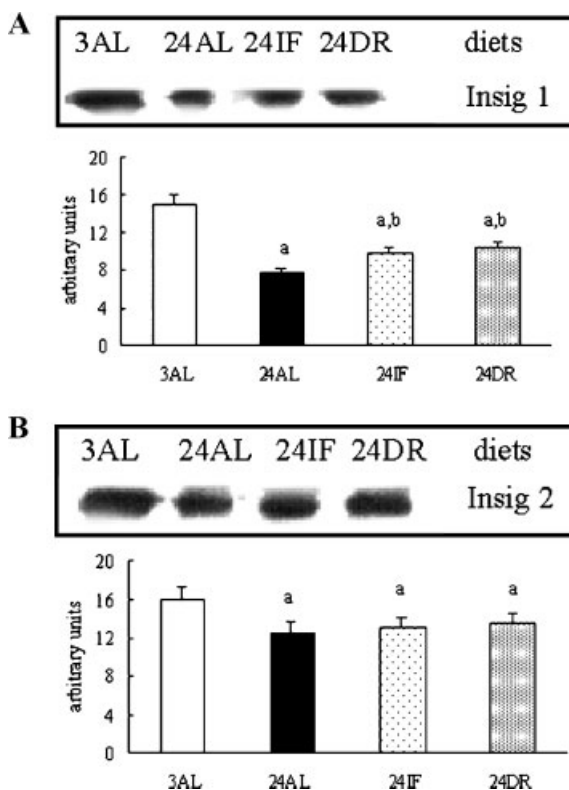 A
3AL 24AL 24IF 24DR diets
Insig 1
20
16
12
8
4
0
arbitrary units
a
a,b
a,b
3AL 24AL 24IF 24DR
B
3AL 24AL 24IF 24DR diets
Insig 2
20
16
12
8
4
0
arbitrary units
a
a
a
3AL 24AL 24IF 24DR